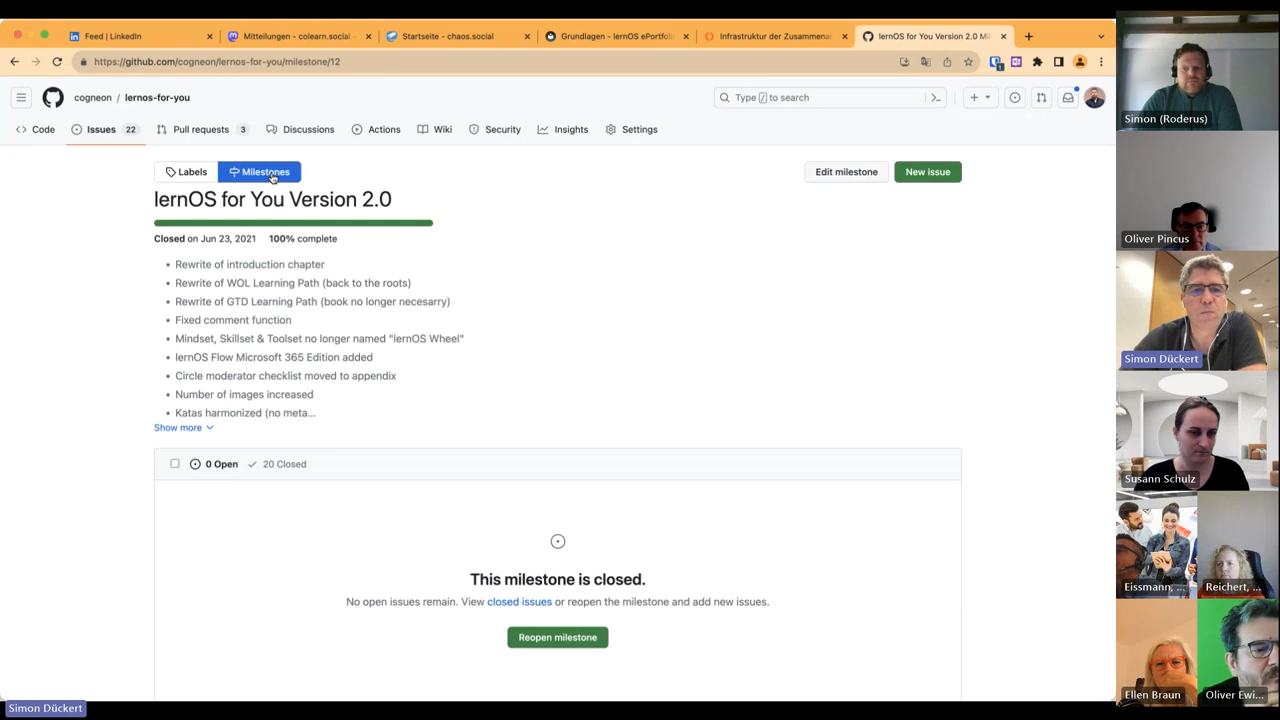 Feed | LinkedIn
Mitteilungen - colearn.social -
Startseite - chaos.social
Grundlagen - lernOS ePortfoli
Infrastruktur der Zusammena
lernOS for You Version 2.0 Mi
https://github.com/cogneon/lernos-for-you/milestone/12
cogneon / lernos-for-you
Type / to search
Code
Issues 22
Pull requests 3
Discussions
Actions
Wiki
Security
Insights
Settings
Labels
Milestones
Edit milestone
New issue
lernOS for You Version 2.0
Closed on Jun 23, 2021 100% complete
• Rewrite of introduction chapter
• Rewrite of WOL Learning Path (back to the roots)
• Rewrite of GTD Learning Path (book no longer necesarry)
• Fixed comment function
• Mindset, Skillset & Toolset no longer named "lernOS Wheel"
• lernOS Flow Microsoft 365 Edition added
• Circle moderator checklist moved to appendix
• Number of images increased
• Katas harmonized (no meta...
Show more
0 Open 20 Closed
This milestone is closed.
No open issues remain. View closed issues or reopen the milestone and add new issues.
Reopen milestone
Simon Dückert
Simon (Roderus)
Oliver Pincus
Simon Dückert
Susann Schulz
Eissmann, ...
Reichert, ...
Ellen Braun
Oliver Ewi...